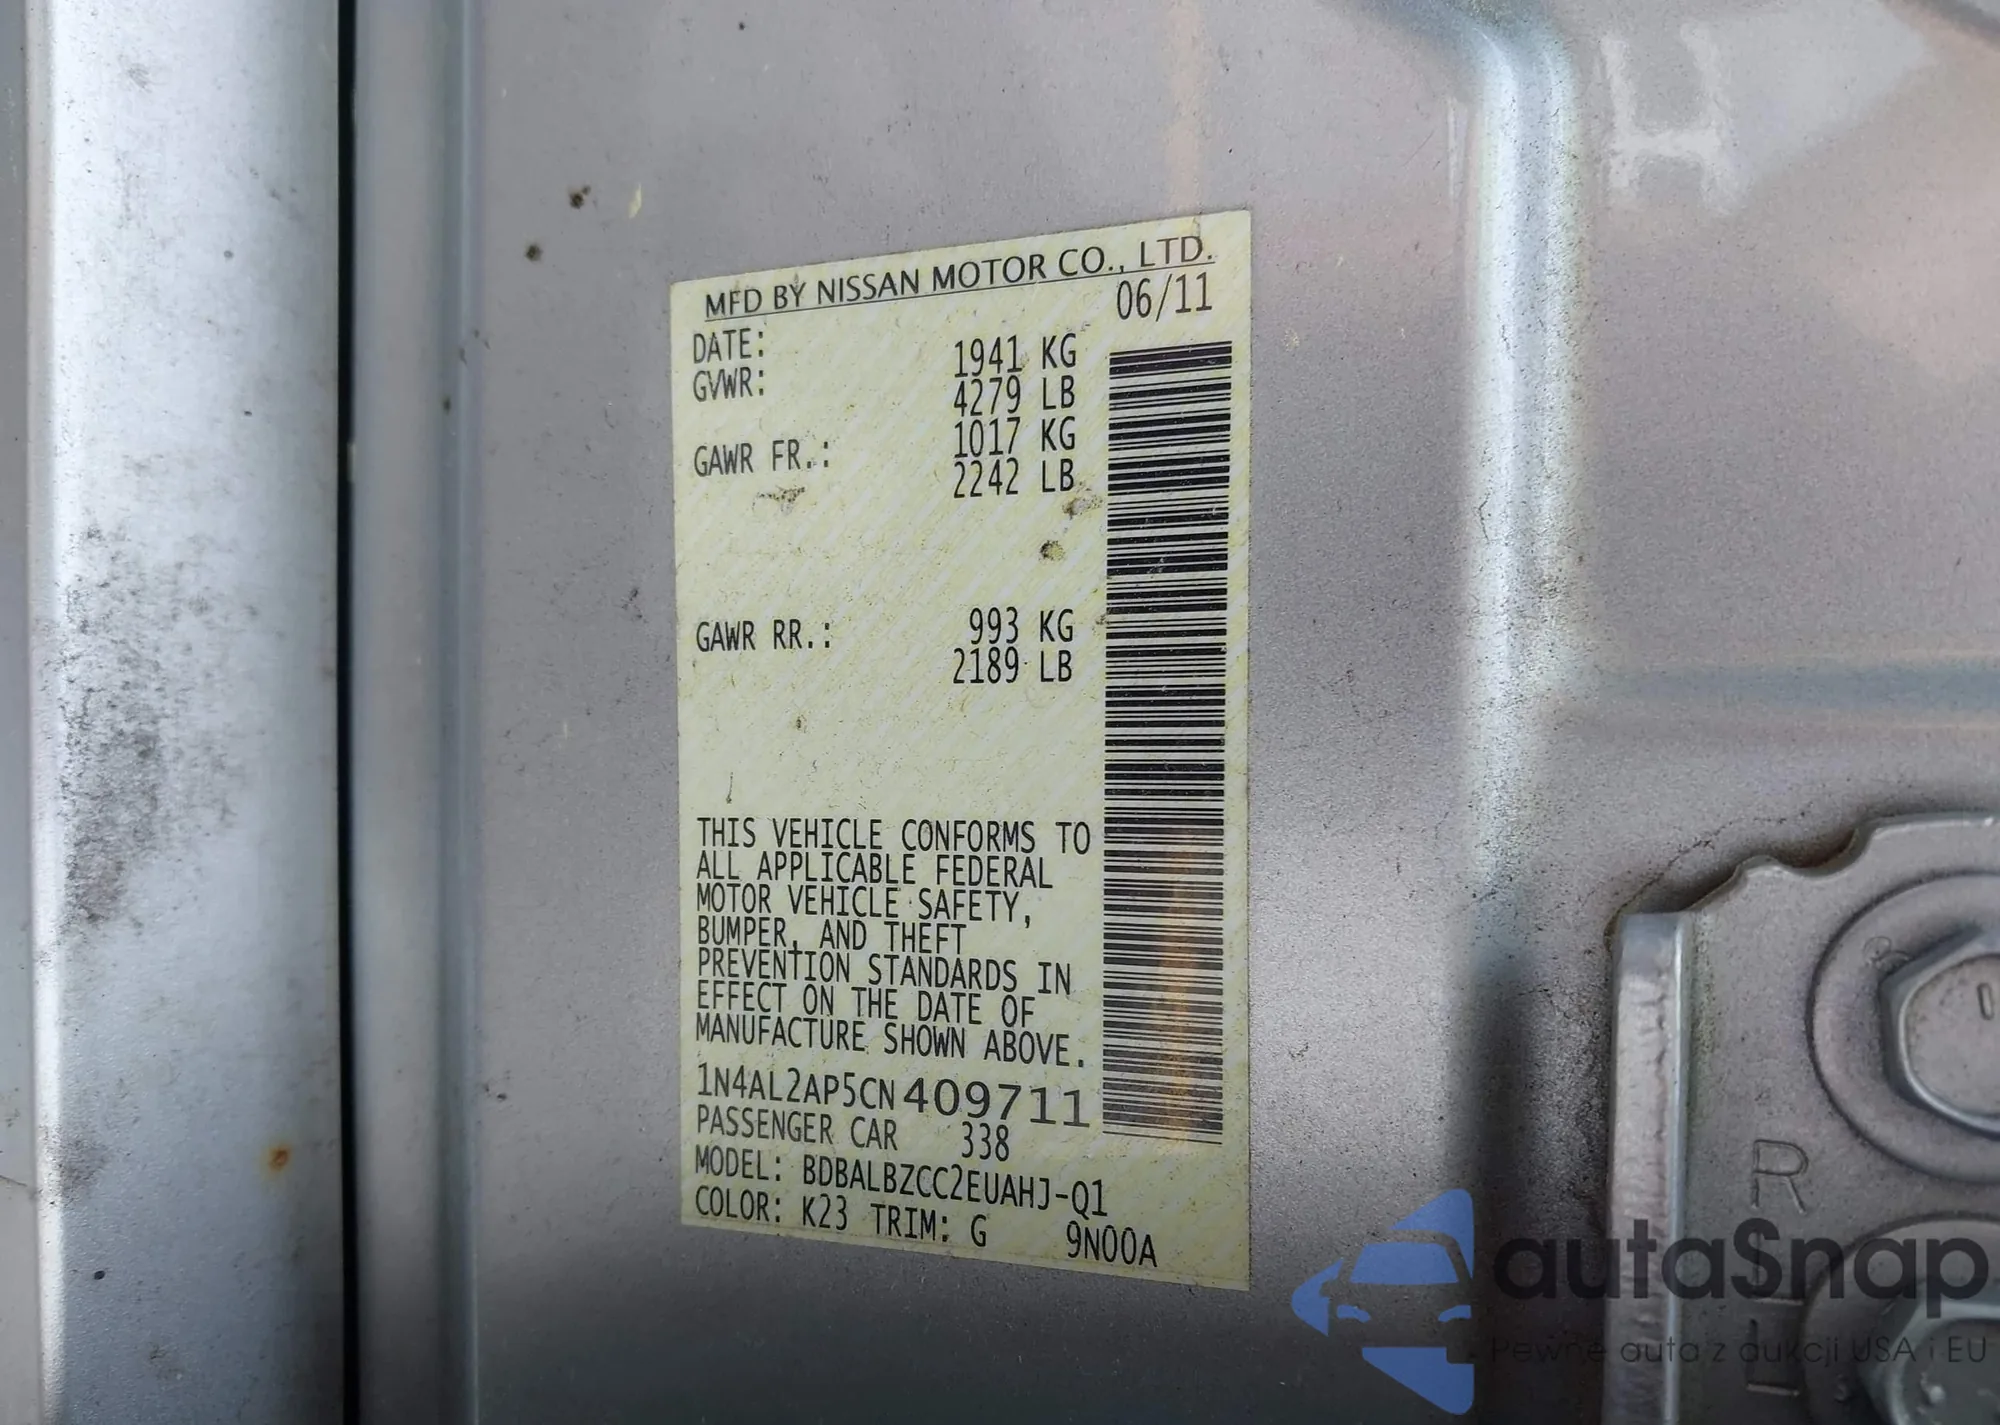 MFD BY NISSAN MOTOR CO., LTD.
DATE: 06/11
GVWR: 1941 KG
4279 LB
GAWR FR.: 1017 KG
2242 LB
GAWR RR.: 993 KG
2189 LB
THIS VEHICLE CONFORMS TO
ALL APPLICABLE FEDERAL
MOTOR VEHICLE SAFETY,
BUMPER, AND THEFT
PREVENTION STANDARDS IN
EFFECT ON THE DATE OF
MANUFACTURE SHOWN ABOVE.
1N4AL2AP5CN409711
PASSENGER CAR 338
MODEL: BDBALBZCC2EUAHJ-Q1
COLOR: K23 TRIM: G 9N00A
R
autaSnap
Pewne auta z aukcji USA i EU